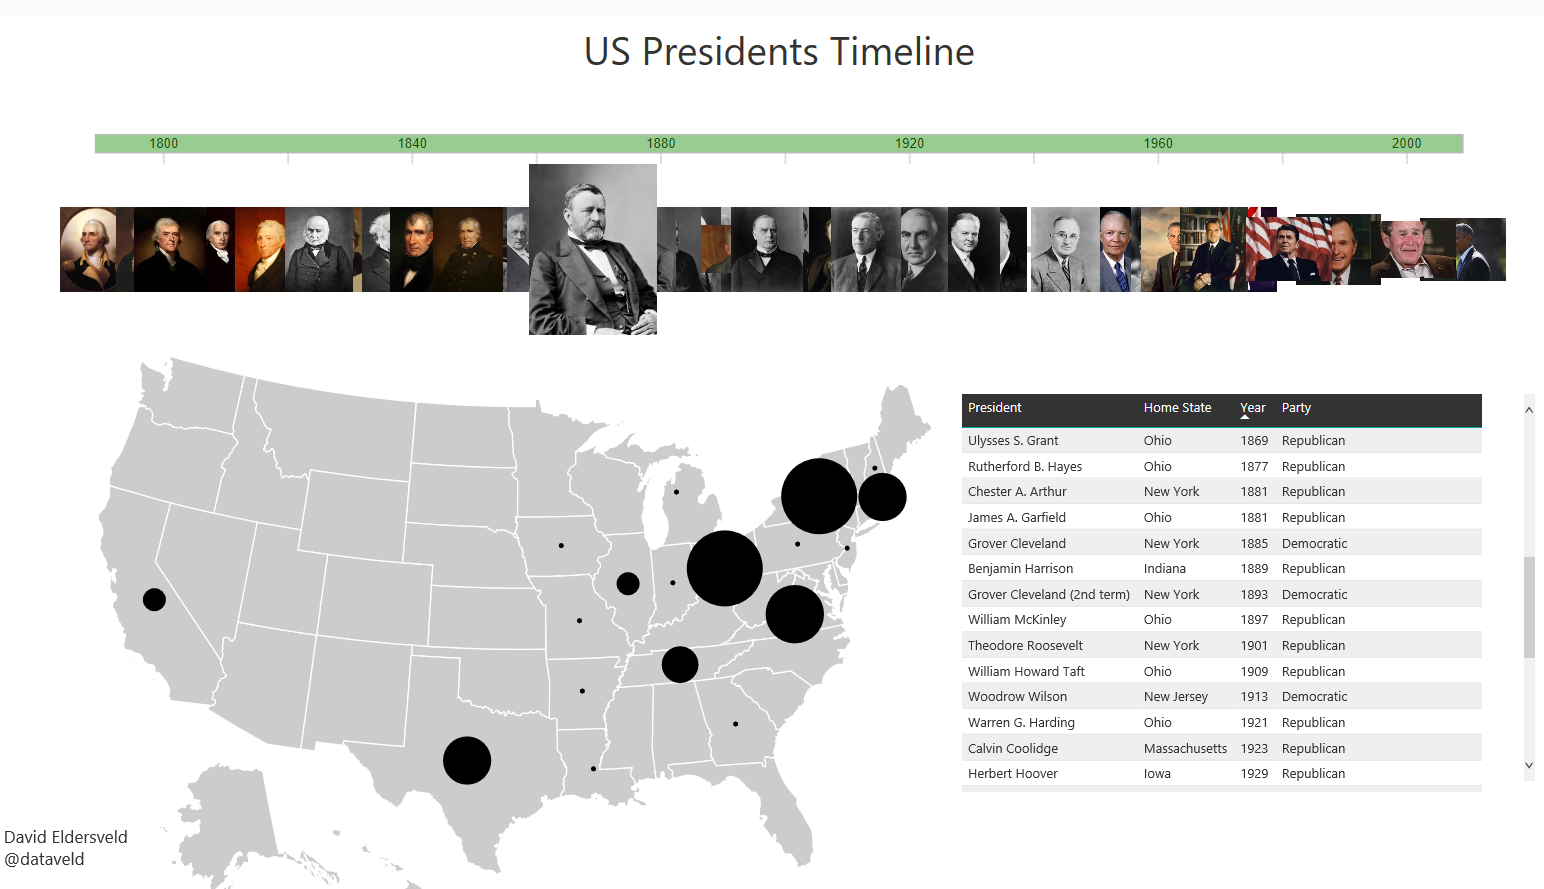 US Presidents Timeline
1800 1840 1880 1920 1960 2000
President Home State Year Party
Ulysses S. Grant Ohio 1869 Republican
Rutherford B. Hayes Ohio 1877 Republican
Chester A. Arthur New York 1881 Republican
James A. Garfield Ohio 1881 Republican
Grover Cleveland New York 1885 Democratic
Benjamin Harrison Indiana 1889 Republican
Grover Cleveland (2nd term) New York 1893 Democratic
William McKinley Ohio 1897 Republican
Theodore Roosevelt New York 1901 Republican
William Howard Taft Ohio 1909 Republican
Woodrow Wilson New Jersey 1913 Democratic
Warren G. Harding Ohio 1921 Republican
Calvin Coolidge Massachusetts 1923 Republican
Herbert Hoover Iowa 1929 Republican
David Eldersveld
@dataveld